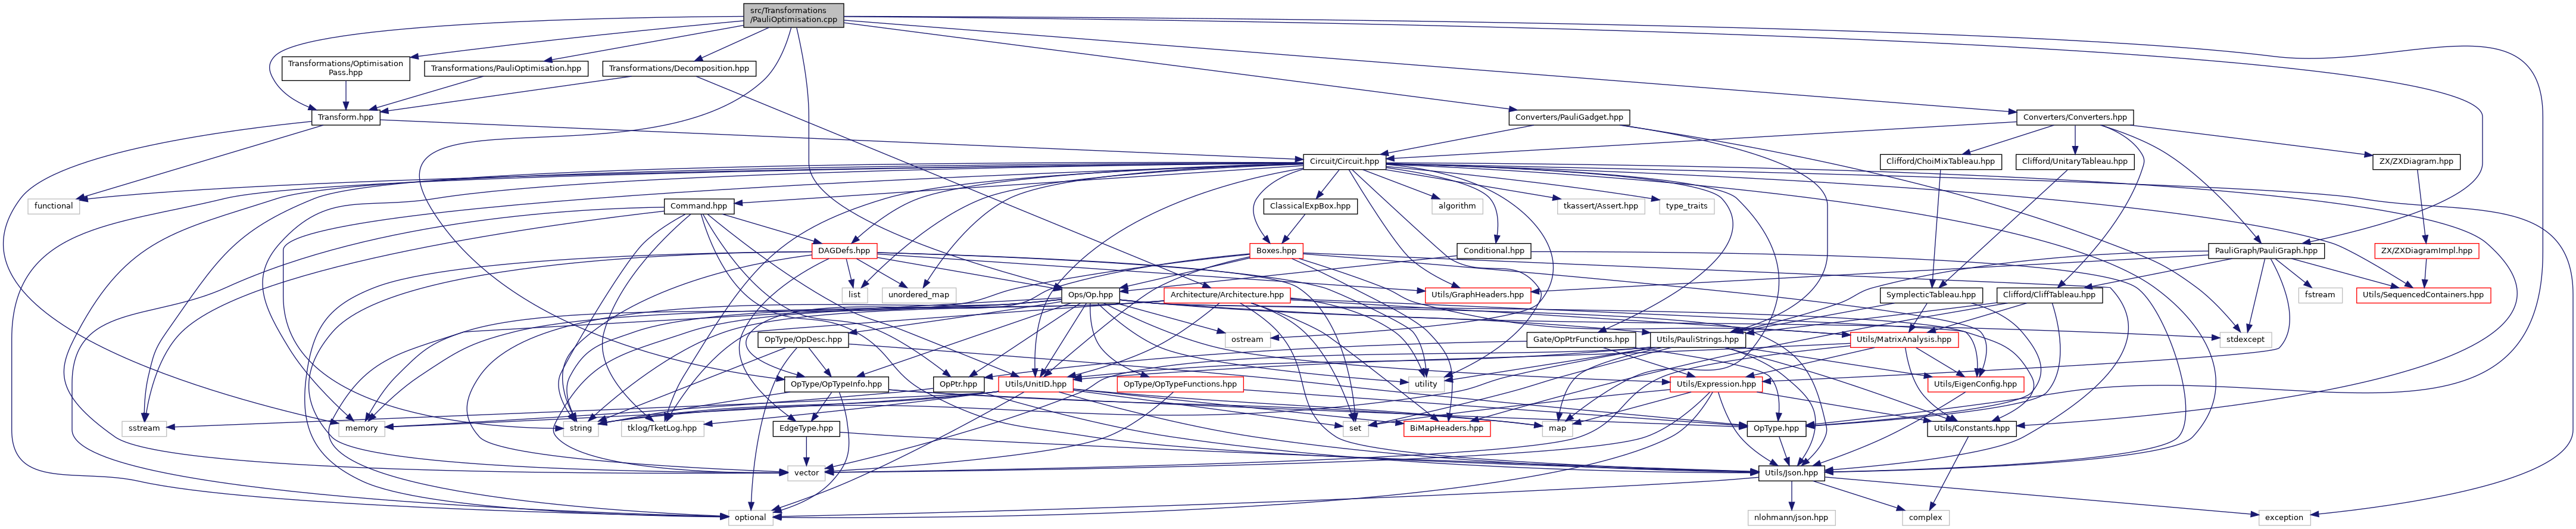 src/Transformations
/PauliOptimisation.cpp
Transformations/Optimisation
Pass.hpp
Transformations/PauliOptimisation.hpp
Transformations/Decomposition.hpp
Transform.hpp
Converters/PauliGadget.hpp
Converters/Converters.hpp
Circuit/Circuit.hpp
Clifford/ChoiMixTableau.hpp
Clifford/UnitaryTableau.hpp
ZX/ZXDiagram.hpp
functional
Command.hpp
ClassicalExpBox.hpp
algorithm
tkassert/Assert.hpp
type_traits
DAGDefs.hpp
Boxes.hpp
Conditional.hpp
PauliGraph/PauliGraph.hpp
ZX/ZXDiagramImpl.hpp
list
unordered_map
Ops/Op.hpp
Architecture/Architecture.hpp
Utils/GraphHeaders.hpp
SymplecticTableau.hpp
Clifford/CliffTableau.hpp
fstream
Utils/SequencedContainers.hpp
OpType/OpDesc.hpp
ostream
Gate/OpPtrFunctions.hpp
Utils/PauliStrings.hpp
Utils/MatrixAnalysis.hpp
stdexcept
OpType/OpTypeInfo.hpp
OpPtr.hpp
Utils/UnitID.hpp
OpType/OpTypeFunctions.hpp
utility
Utils/Expression.hpp
Utils/EigenConfig.hpp
sstream
memory
string
tklog/TketLog.hpp
EdgeType.hpp
set
BiMapHeaders.hpp
map
OpType.hpp
Utils/Constants.hpp
vector
Utils/Json.hpp
optional
nlohmann/json.hpp
complex
exception